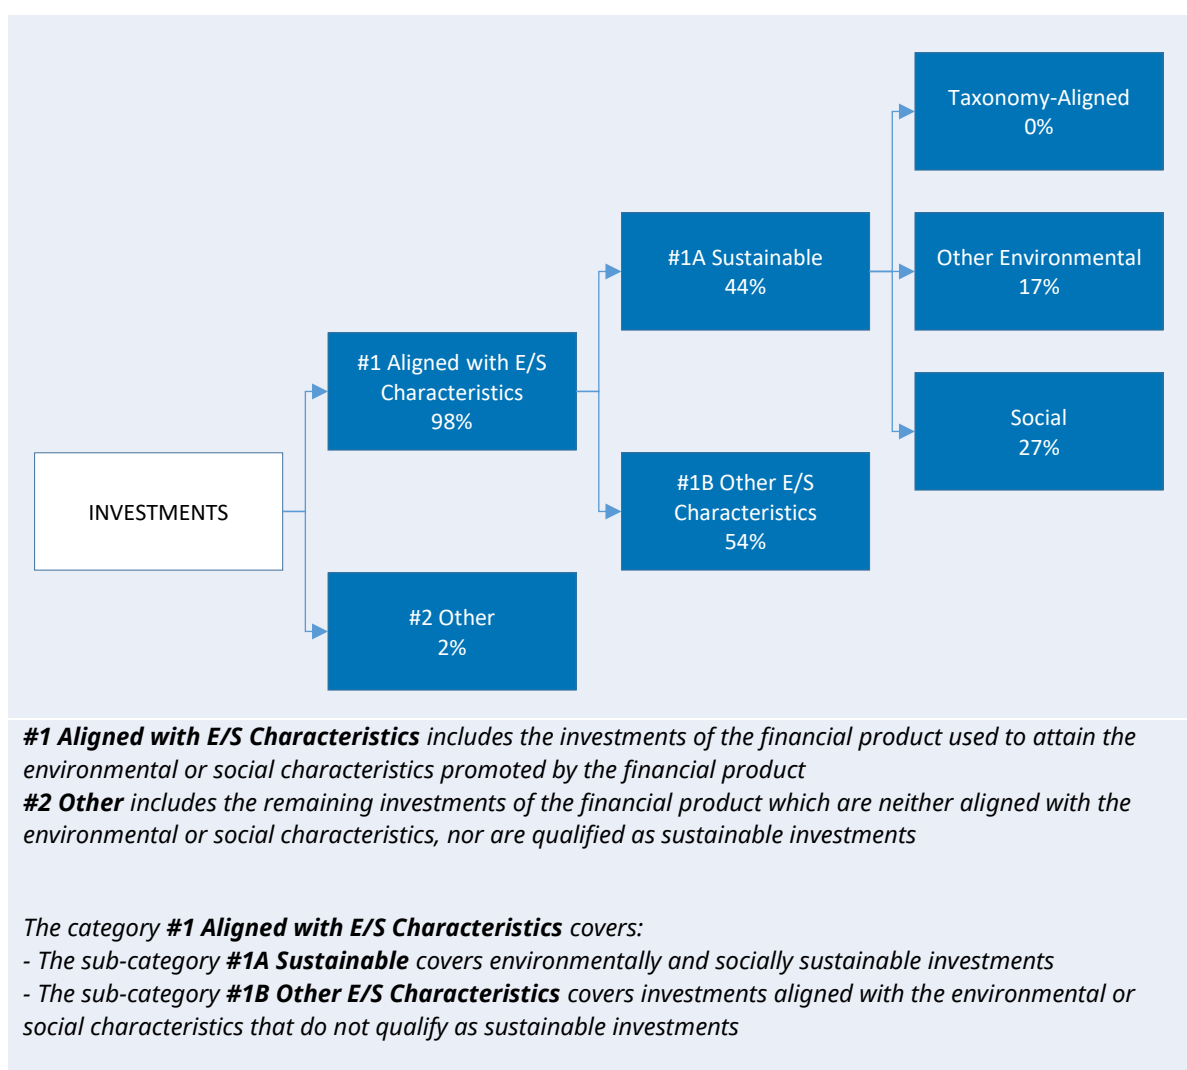 Taxonomy-Aligned
0%
#1A Sustainable
44%
Other Environmental
17%
#1 Aligned with E/S
Characteristics
98%
Social
27%
#1B Other E/S
Characteristics
54%
INVESTMENTS
#2 Other
2%
#1 Aligned with E/S Characteristics includes the investments of the financial product used to attain the
environmental or social characteristics promoted by the financial product
#2 Other includes the remaining investments of the financial product which are neither aligned with the
environmental or social characteristics, nor are qualified as sustainable investments
The category #1 Aligned with E/S Characteristics covers:
- The sub-category #1A Sustainable covers environmentally and socially sustainable investments
- The sub-category #1B Other E/S Characteristics covers investments aligned with the environmental or
social characteristics that do not qualify as sustainable investments